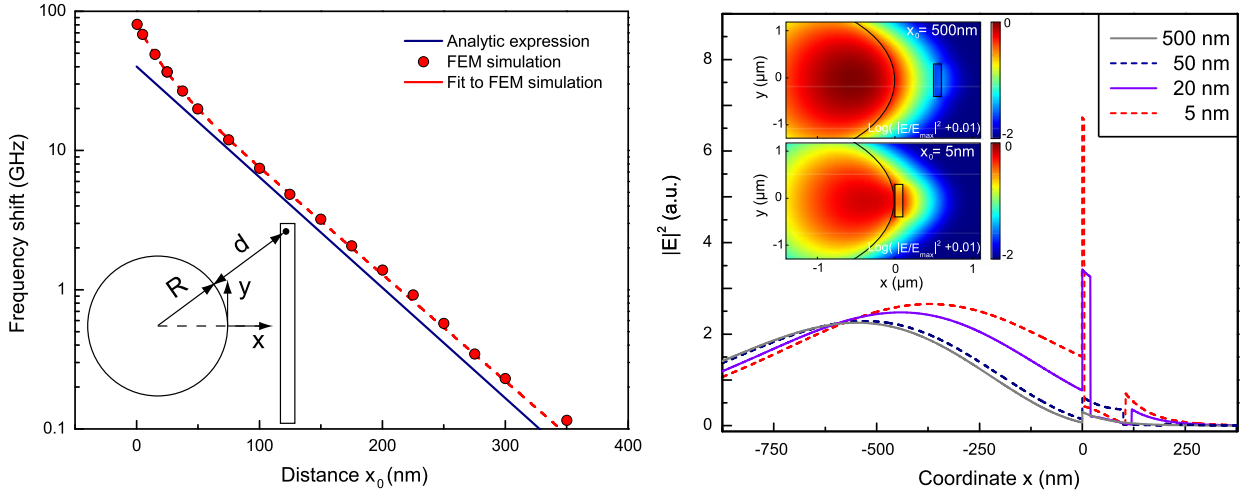 100
10
1
0.1
0
100
200
300
400
Frequency shift (GHz)
Distance x0 (nm)
Analytic expression
FEM simulation
Fit to FEM simulation
R
d
y
x
8
6
4
2
0
-750
-500
-250
0
250
|E|² (a.u.)
Coordinate x (nm)
500 nm
50 nm
20 nm
5 nm
x0= 500nm
Log( |E/Emax|² +0.01)
1
0
-1
y (µm)
0
-2
x0= 5nm
Log( |E/Emax|² +0.01)
1
0
-1
y (µm)
0
-2
-1
0
1
x (µm)